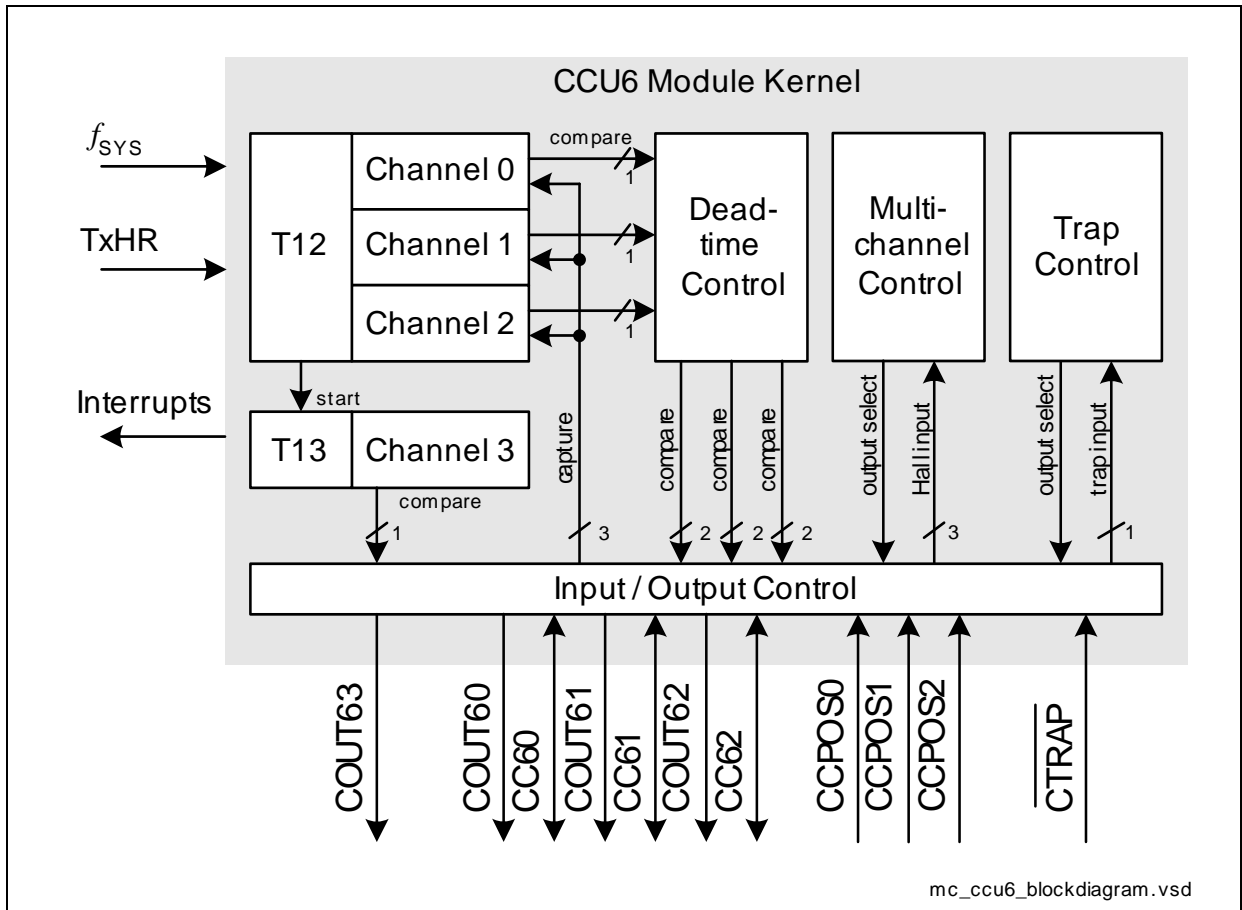 CCU6 Module Kernel
fSYS
TxHR
Interrupts
T12
Channel 0
Channel 1
Channel 2
compare
1
1
1
Dead-
time
Control
Multi-
channel
Control
Trap
Control
start
T13
Channel 3
compare
1
capture
3
compare
2
compare
2
compare
2
output select
Hall input
3
output select
trap input
1
Input / Output Control
COUT63
COUT60
CC60
COUT61
CC61
COUT62
CC62
CCPOS0
CCPOS1
CCPOS2
CTRAP
mc_ccu6_blockdiagram.vsd